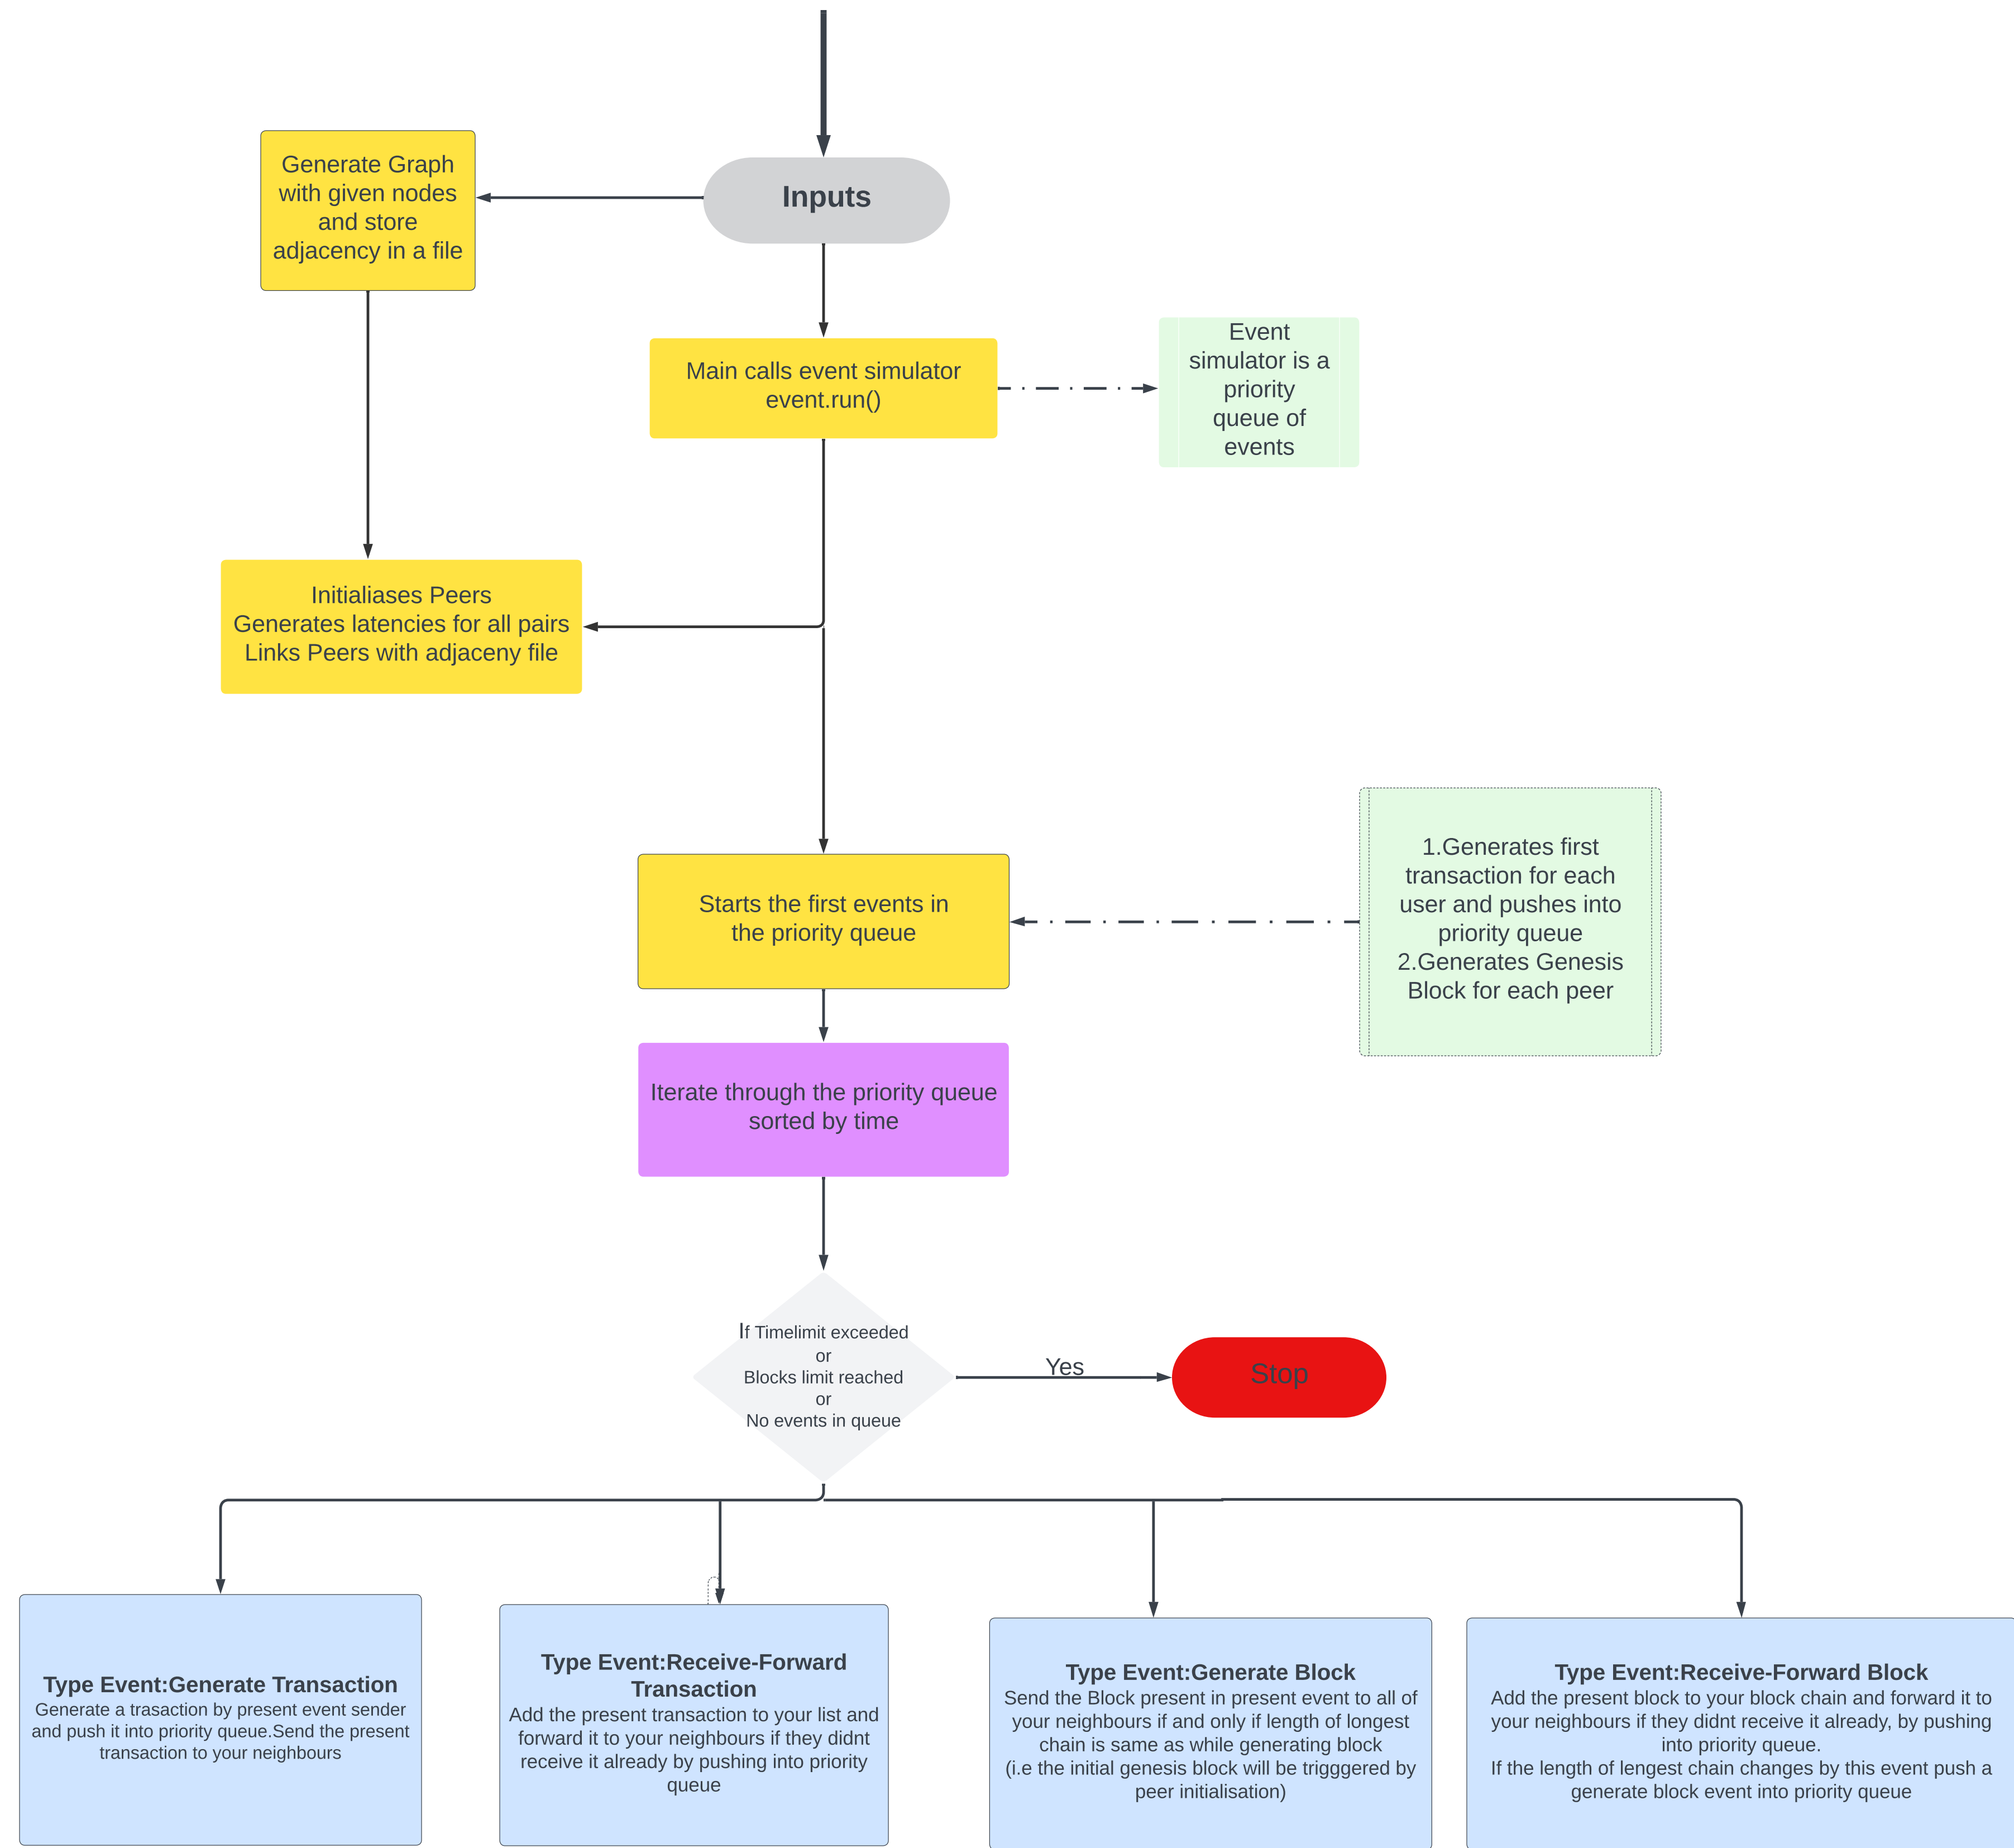 Inputs
Generate Graph
with given nodes
and store
adjacency in a file
Main calls event simulator
event.run()
Event
simulator is a
priority
queue of
events
Initialiases Peers
Generates latencies for all pairs
Links Peers with adjaceny file
Starts the first events in
the priority queue
1.Generates first
transaction for each
user and pushes into
priority queue
2.Generates Genesis
Block for each peer
Iterate through the priority queue
sorted by time
If Timelimit exceeded
or
Blocks limit reached
or
No events in queue
Yes
Stop
Type Event:Generate Transaction
Generate a trasaction by present event sender
and push it into priority queue.Send the present
transaction to your neighbours
Type Event:Receive-Forward
Transaction
Add the present transaction to your list and
forward it to your neighbours if they didnt
receive it already by pushing into priority
queue
Type Event:Generate Block
Send the Block present in present event to all of
your neighbours if and only if length of longest
chain is same as while generating block
(i.e the initial genesis block will be trigggered by
peer initialisation)
Type Event:Receive-Forward Block
Add the present block to your block chain and forward it to
your neighbours if they didnt receive it already, by pushing
into priority queue.
If the length of lengest chain changes by this event push a
generate block event into priority queue